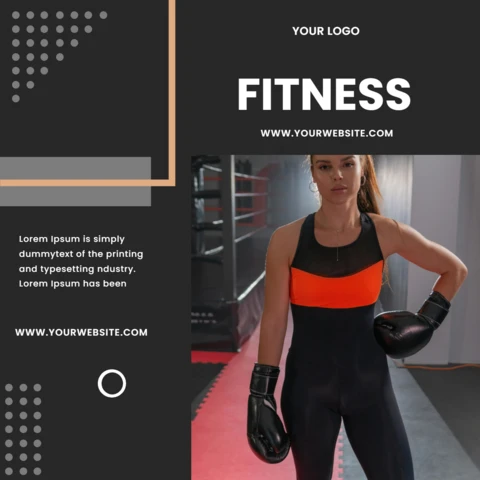 YOUR LOGO
FITNESS
WWW.YOURWEBSITE.COM
Lorem Ipsum is simply
dummytext of the printing
and typesetting ndustry.
Lorem Ipsum has been
WWW.YOURWEBSITE.COM